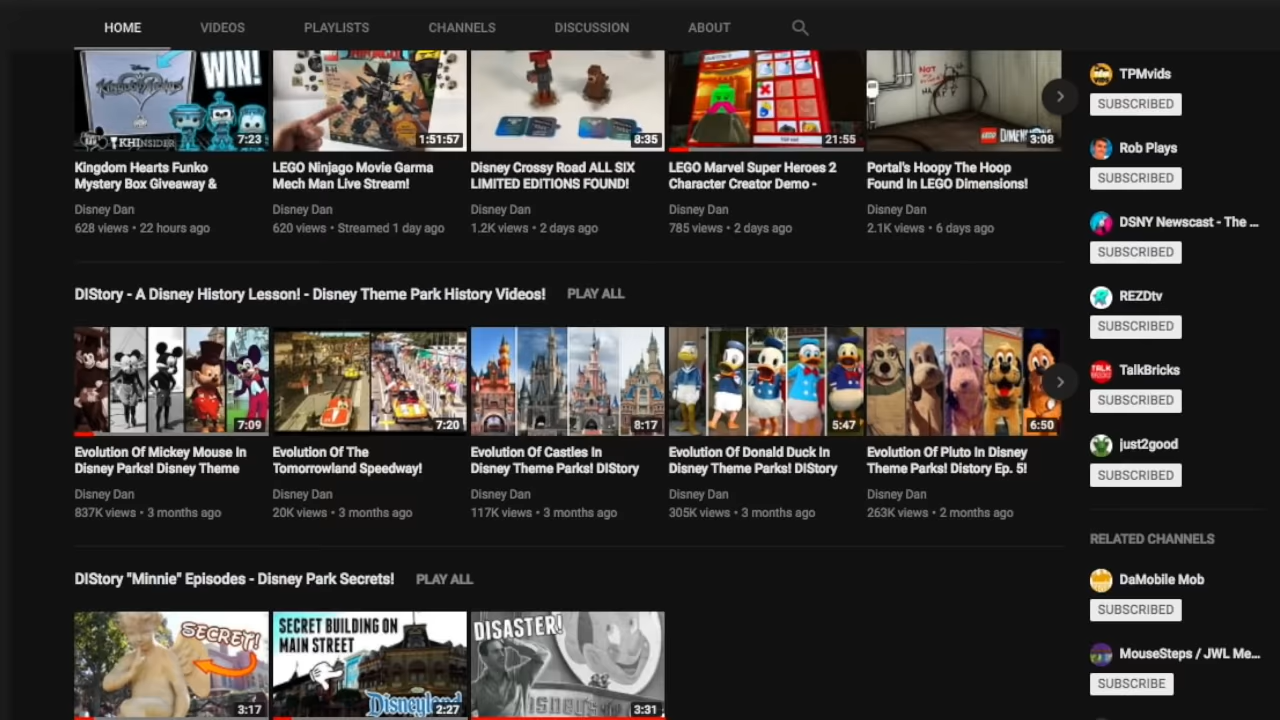 HOME VIDEOS PLAYLISTS CHANNELS DISCUSSION ABOUT
WIN!
KINGDOM HEARTS
KHINSIDER
7:23
1:51:57
8:35
21:55
NOT
LEGO DIMENS
3:08
Kingdom Hearts Funko
Mystery Box Giveaway &
Disney Dan
628 views • 22 hours ago
LEGO Ninjago Movie Garma
Mech Man Live Stream!
Disney Dan
620 views • Streamed 1 day ago
Disney Crossy Road ALL SIX
LIMITED EDITIONS FOUND!
Disney Dan
1.2K views • 2 days ago
LEGO Marvel Super Heroes 2
Character Creator Demo -
Disney Dan
785 views • 2 days ago
Portal's Hoopy The Hoop
Found In LEGO Dimensions!
Disney Dan
2.1K views • 6 days ago
DIStory - A Disney History Lesson! - Disney Theme Park History Videos! PLAY ALL
7:09
7:20
8:17
5:47
6:50
Evolution Of Mickey Mouse In
Disney Parks! Disney Theme
Disney Dan
837K views • 3 months ago
Evolution Of The
Tomorrowland Speedway!
Disney Dan
20K views • 3 months ago
Evolution Of Castles In
Disney Theme Parks! DIStory
Disney Dan
117K views • 3 months ago
Evolution Of Donald Duck In
Disney Theme Parks! DIStory
Disney Dan
305K views • 3 months ago
Evolution Of Pluto In Disney
Theme Parks! Distory Ep. 5!
Disney Dan
263K views • 2 months ago
DIStory "Minnie" Episodes - Disney Park Secrets! PLAY ALL
SECRET!
3:17
SECRET BUILDING ON
MAIN STREET
Disneyland
2:27
DISASTER!
3:31
TPMvids
SUBSCRIBED
Rob Plays
SUBSCRIBED
DSNY Newscast - The ...
SUBSCRIBED
REZDtv
SUBSCRIBED
TALK
TalkBricks
SUBSCRIBED
just2good
SUBSCRIBED
RELATED CHANNELS
DaMobile Mob
SUBSCRIBED
MouseSteps / JWL Me...
SUBSCRIBE